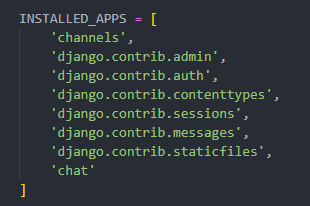 INSTALLED_APPS = [
    'channels',
    'django.contrib.admin',
    'django.contrib.auth',
    'django.contrib.contenttypes',
    'django.contrib.sessions',
    'django.contrib.messages',
    'django.contrib.staticfiles',
    'chat'
]